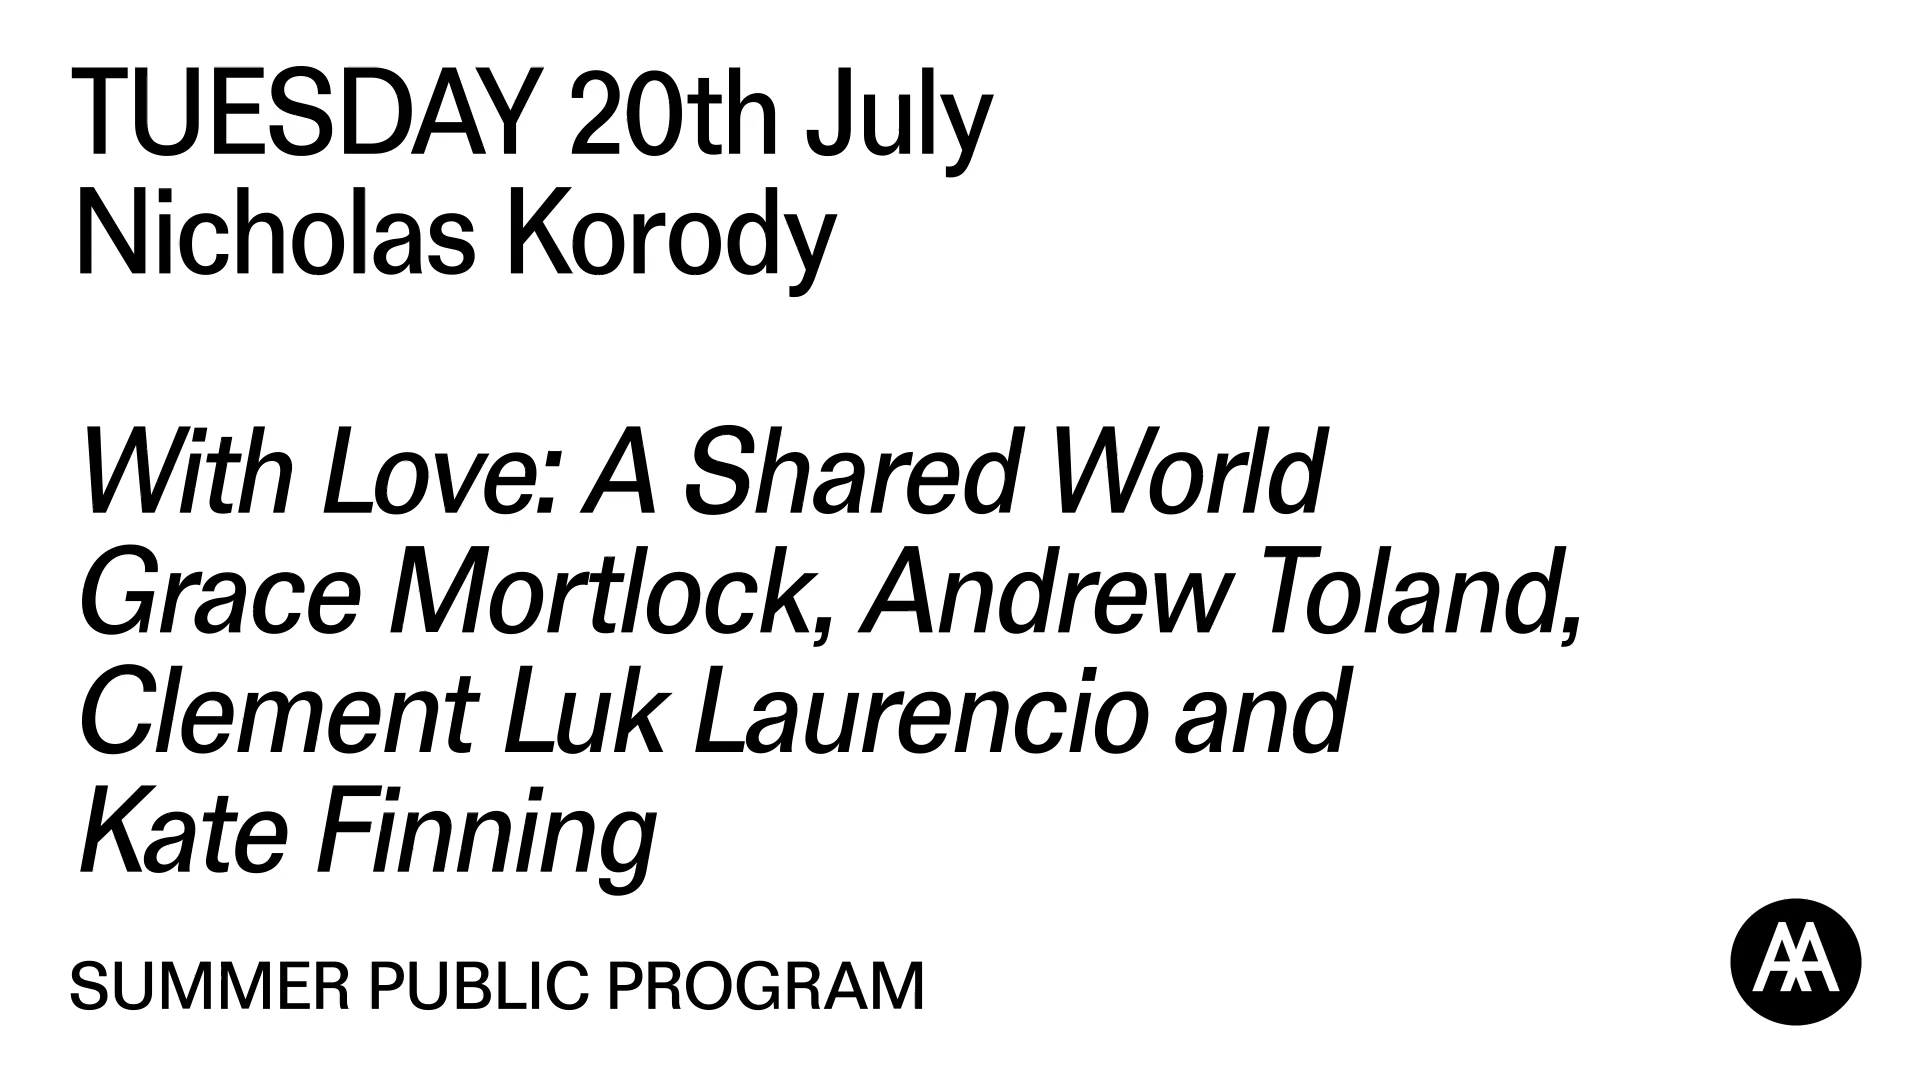 TUESDAY 20th July
Nicholas Korody
With Love: A Shared World
Grace Mortlock, Andrew Toland,
Clement Luk Laurencio and
Kate Finning
SUMMER PUBLIC PROGRAM
AA